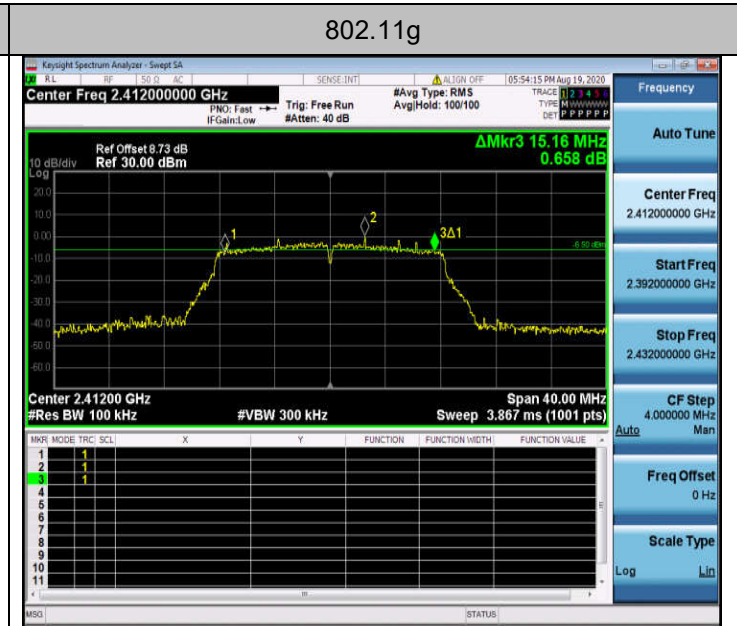 802.11g
Keysight Spectrum Analyzer - Swept SA
RL RF 50 Ω AC SENSE:INT ALIGN OFF 05:54:15 PM Aug 19, 2020
Center Freq 2.412000000 GHz
PNO: Fast
IFGain:Low
Trig: Free Run
#Atten: 40 dB
#Avg Type: RMS
Avg|Hold: 100/100
TRACE 1 2 3 4 5 6
TYPE M W W W W W
DET P P P P P P
Frequency
Ref Offset 8.73 dB
10 dB/div Ref 30.00 dBm
Log
ΔMkr3 15.16 MHz
0.658 dB
20.0
10.0
0.00
-10.0
-20.0
-30.0
-40.0
-50.0
-60.0
1
2
3Δ1
-6.50 dBm
Center 2.41200 GHz Span 40.00 MHz
#Res BW 100 kHz #VBW 300 kHz Sweep 3.867 ms (1001 pts)
MKR MODE TRC SCL X Y FUNCTION FUNCTION WIDTH FUNCTION VALUE
1 1
2 1
3 1
4
5
6
7
8
9
10
11
MSG STATUS
Auto Tune
Center Freq
2.412000000 GHz
Start Freq
2.392000000 GHz
Stop Freq
2.432000000 GHz
CF Step
4.000000 MHz
Auto Man
Freq Offset
0 Hz
Scale Type
Log Lin